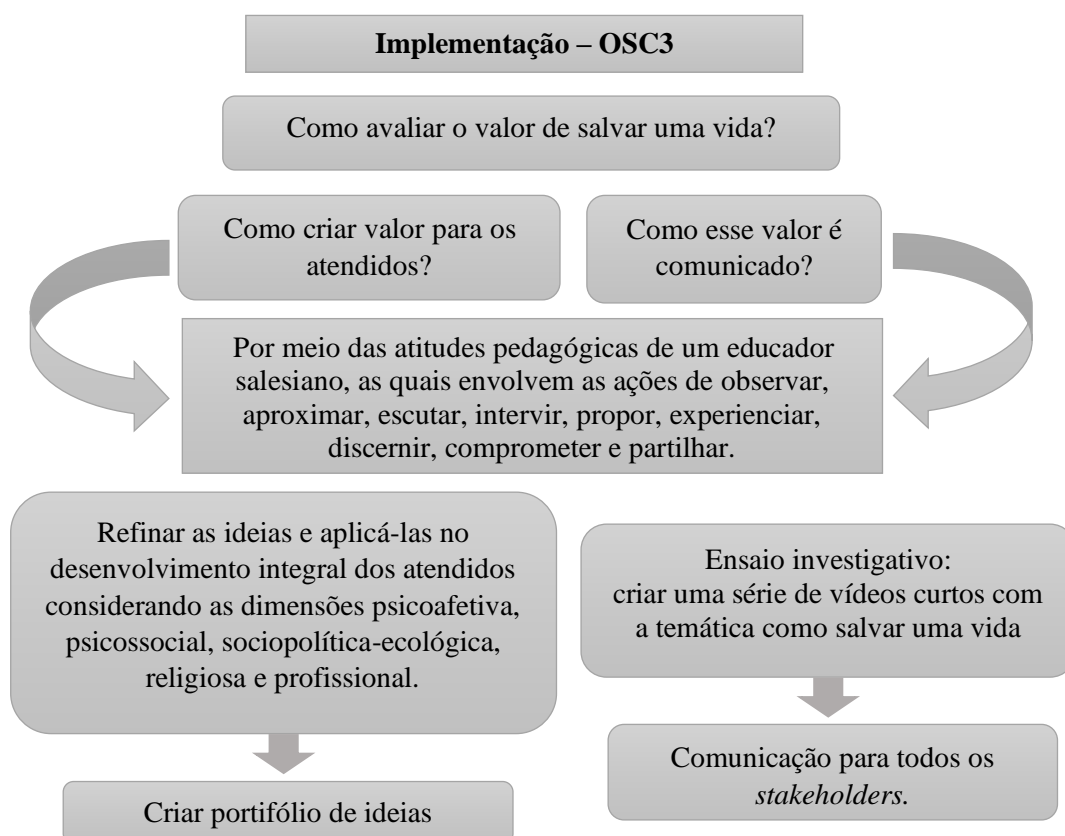 Implementação – OSC3
Como avaliar o valor de salvar uma vida?
Como criar valor para os
atendidos?
Como esse valor é
comunicado?
Por meio das atitudes pedagógicas de um educador
salesiano, as quais envolvem as ações de observar,
aproximar, escutar, intervir, propor, experienciar,
discernir, comprometer e partilhar.
Refinar as ideias e aplicá-las no
desenvolvimento integral dos atendidos
considerando as dimensões psicoafetiva,
psicossocial, sociopolítica-ecológica,
religiosa e profissional.
Ensaio investigativo:
criar uma série de vídeos curtos com
a temática como salvar uma vida
Criar portifólio de ideias
Comunicação para todos os
stakeholders.